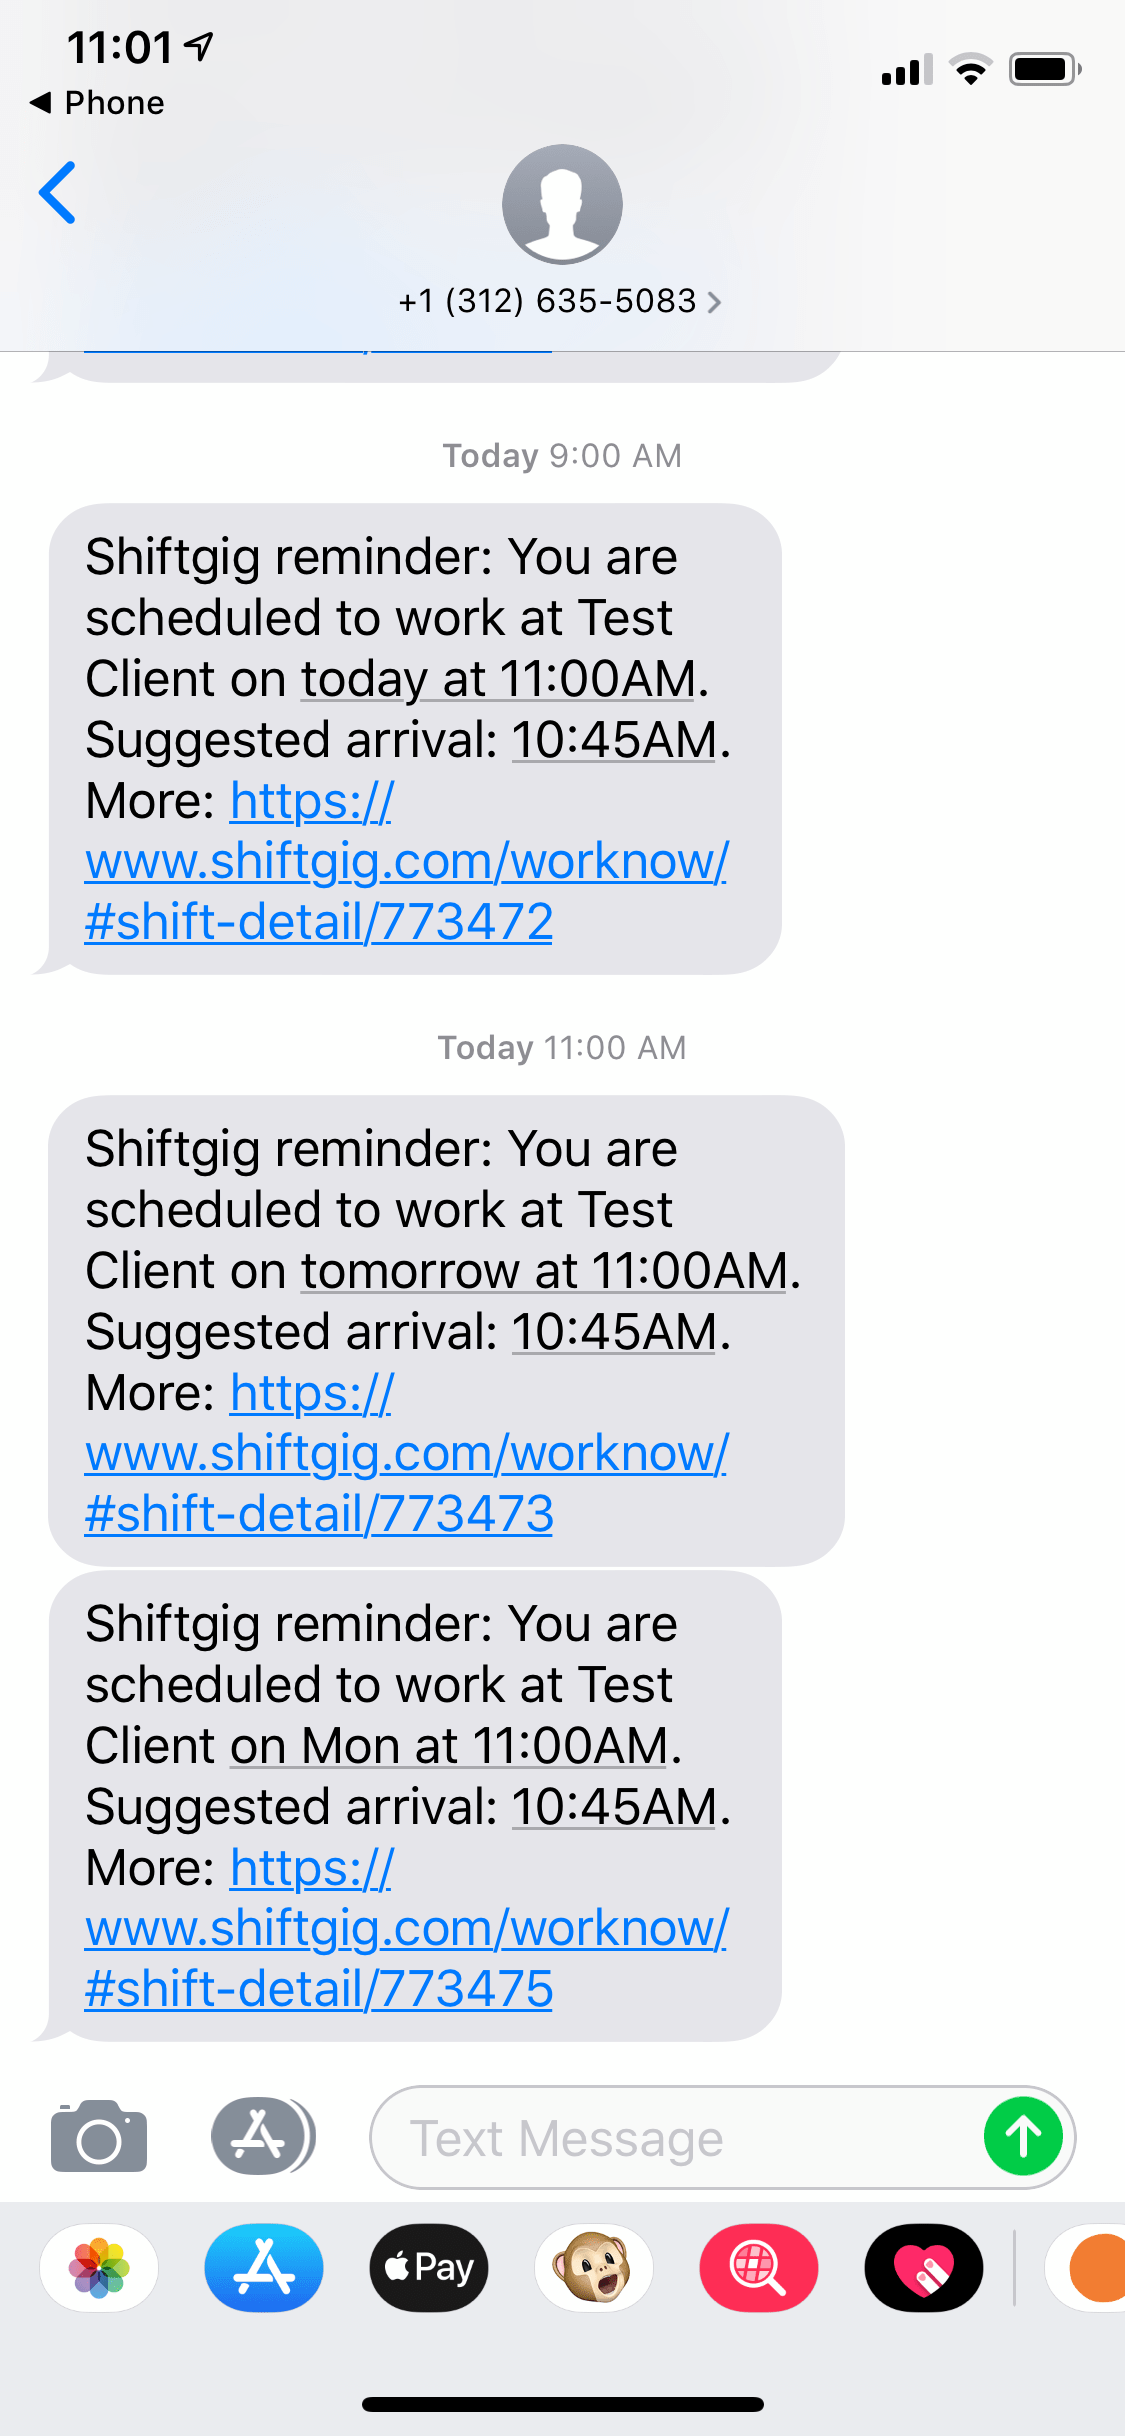 11:01
Phone
+1 (312) 635-5083
Today 9:00 AM
Shiftgig reminder: You are
scheduled to work at Test
Client on today at 11:00AM.
Suggested arrival: 10:45AM.
More: https://
www.shiftgig.com/worknow/
#shift-detail/773472
Today 11:00 AM
Shiftgig reminder: You are
scheduled to work at Test
Client on tomorrow at 11:00AM.
Suggested arrival: 10:45AM.
More: https://
www.shiftgig.com/worknow/
#shift-detail/773473
Shiftgig reminder: You are
scheduled to work at Test
Client on Mon at 11:00AM.
Suggested arrival: 10:45AM.
More: https://
www.shiftgig.com/worknow/
#shift-detail/773475
Text Message
Pay